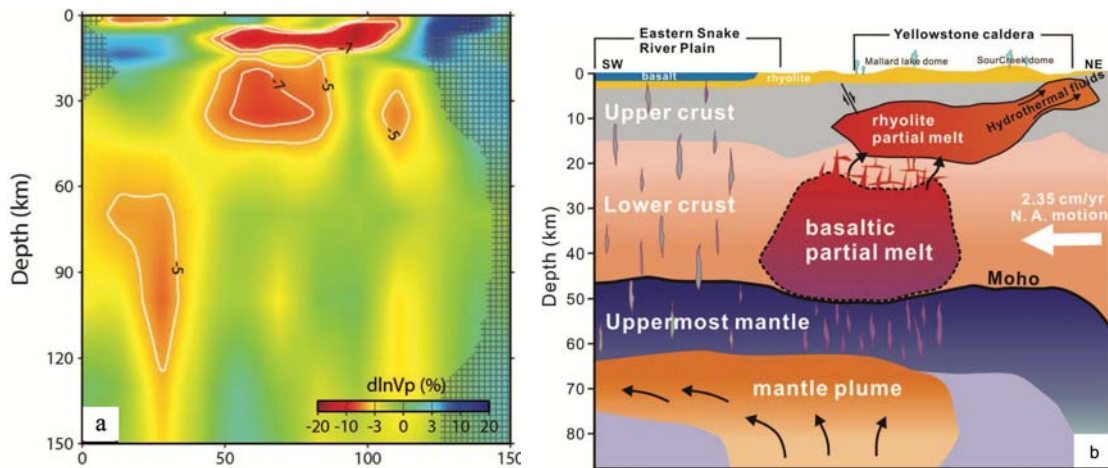 0
30
60
90
120
150
Depth (km)
0
50
100
150
-7
-7
-5
-5
-5
dlnVp (%)
-20 -10 -3 0 3 10 20
a
Eastern Snake
River Plain
Yellowstone caldera
SW
Mallard lake dome
SourCreek dome
NE
basalt
rhyolite
0
10
20
30
40
50
60
70
80
Depth (km)
Upper crust
rhyolite
partial melt
Hydrothermal fluids
Lower crust
basaltic
partial melt
2.35 cm/yr
N. A. motion
Moho
Uppermost mantle
mantle plume
b